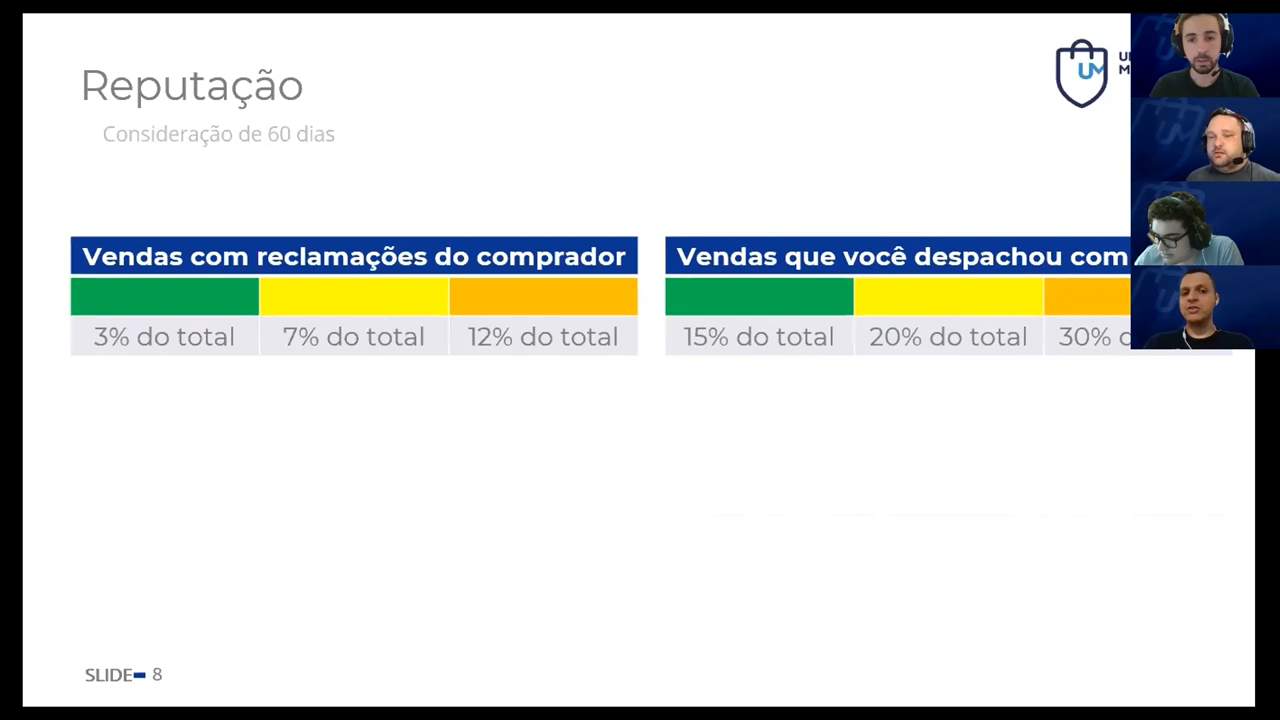 Reputação
Consideração de 60 dias
UM
Vendas com reclamações do comprador
3% do total
7% do total
12% do total
Vendas que você despachou com
15% do total
20% do total
30%
SLIDE 8